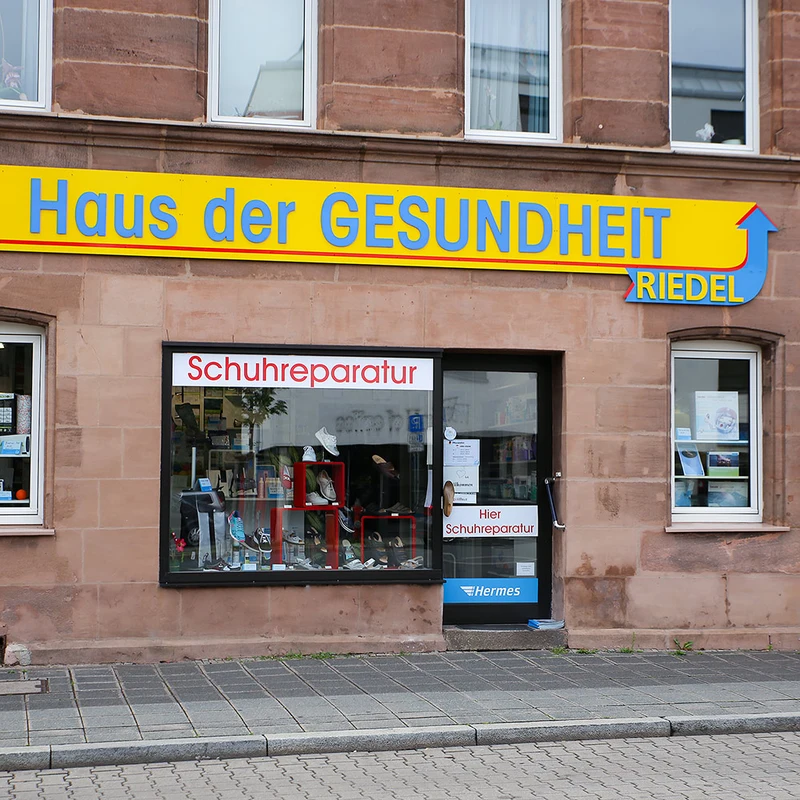 Haus der GESUNDHEIT
RIEDEL
Schuhreparatur
Hier
Schuhreparatur
Hermes